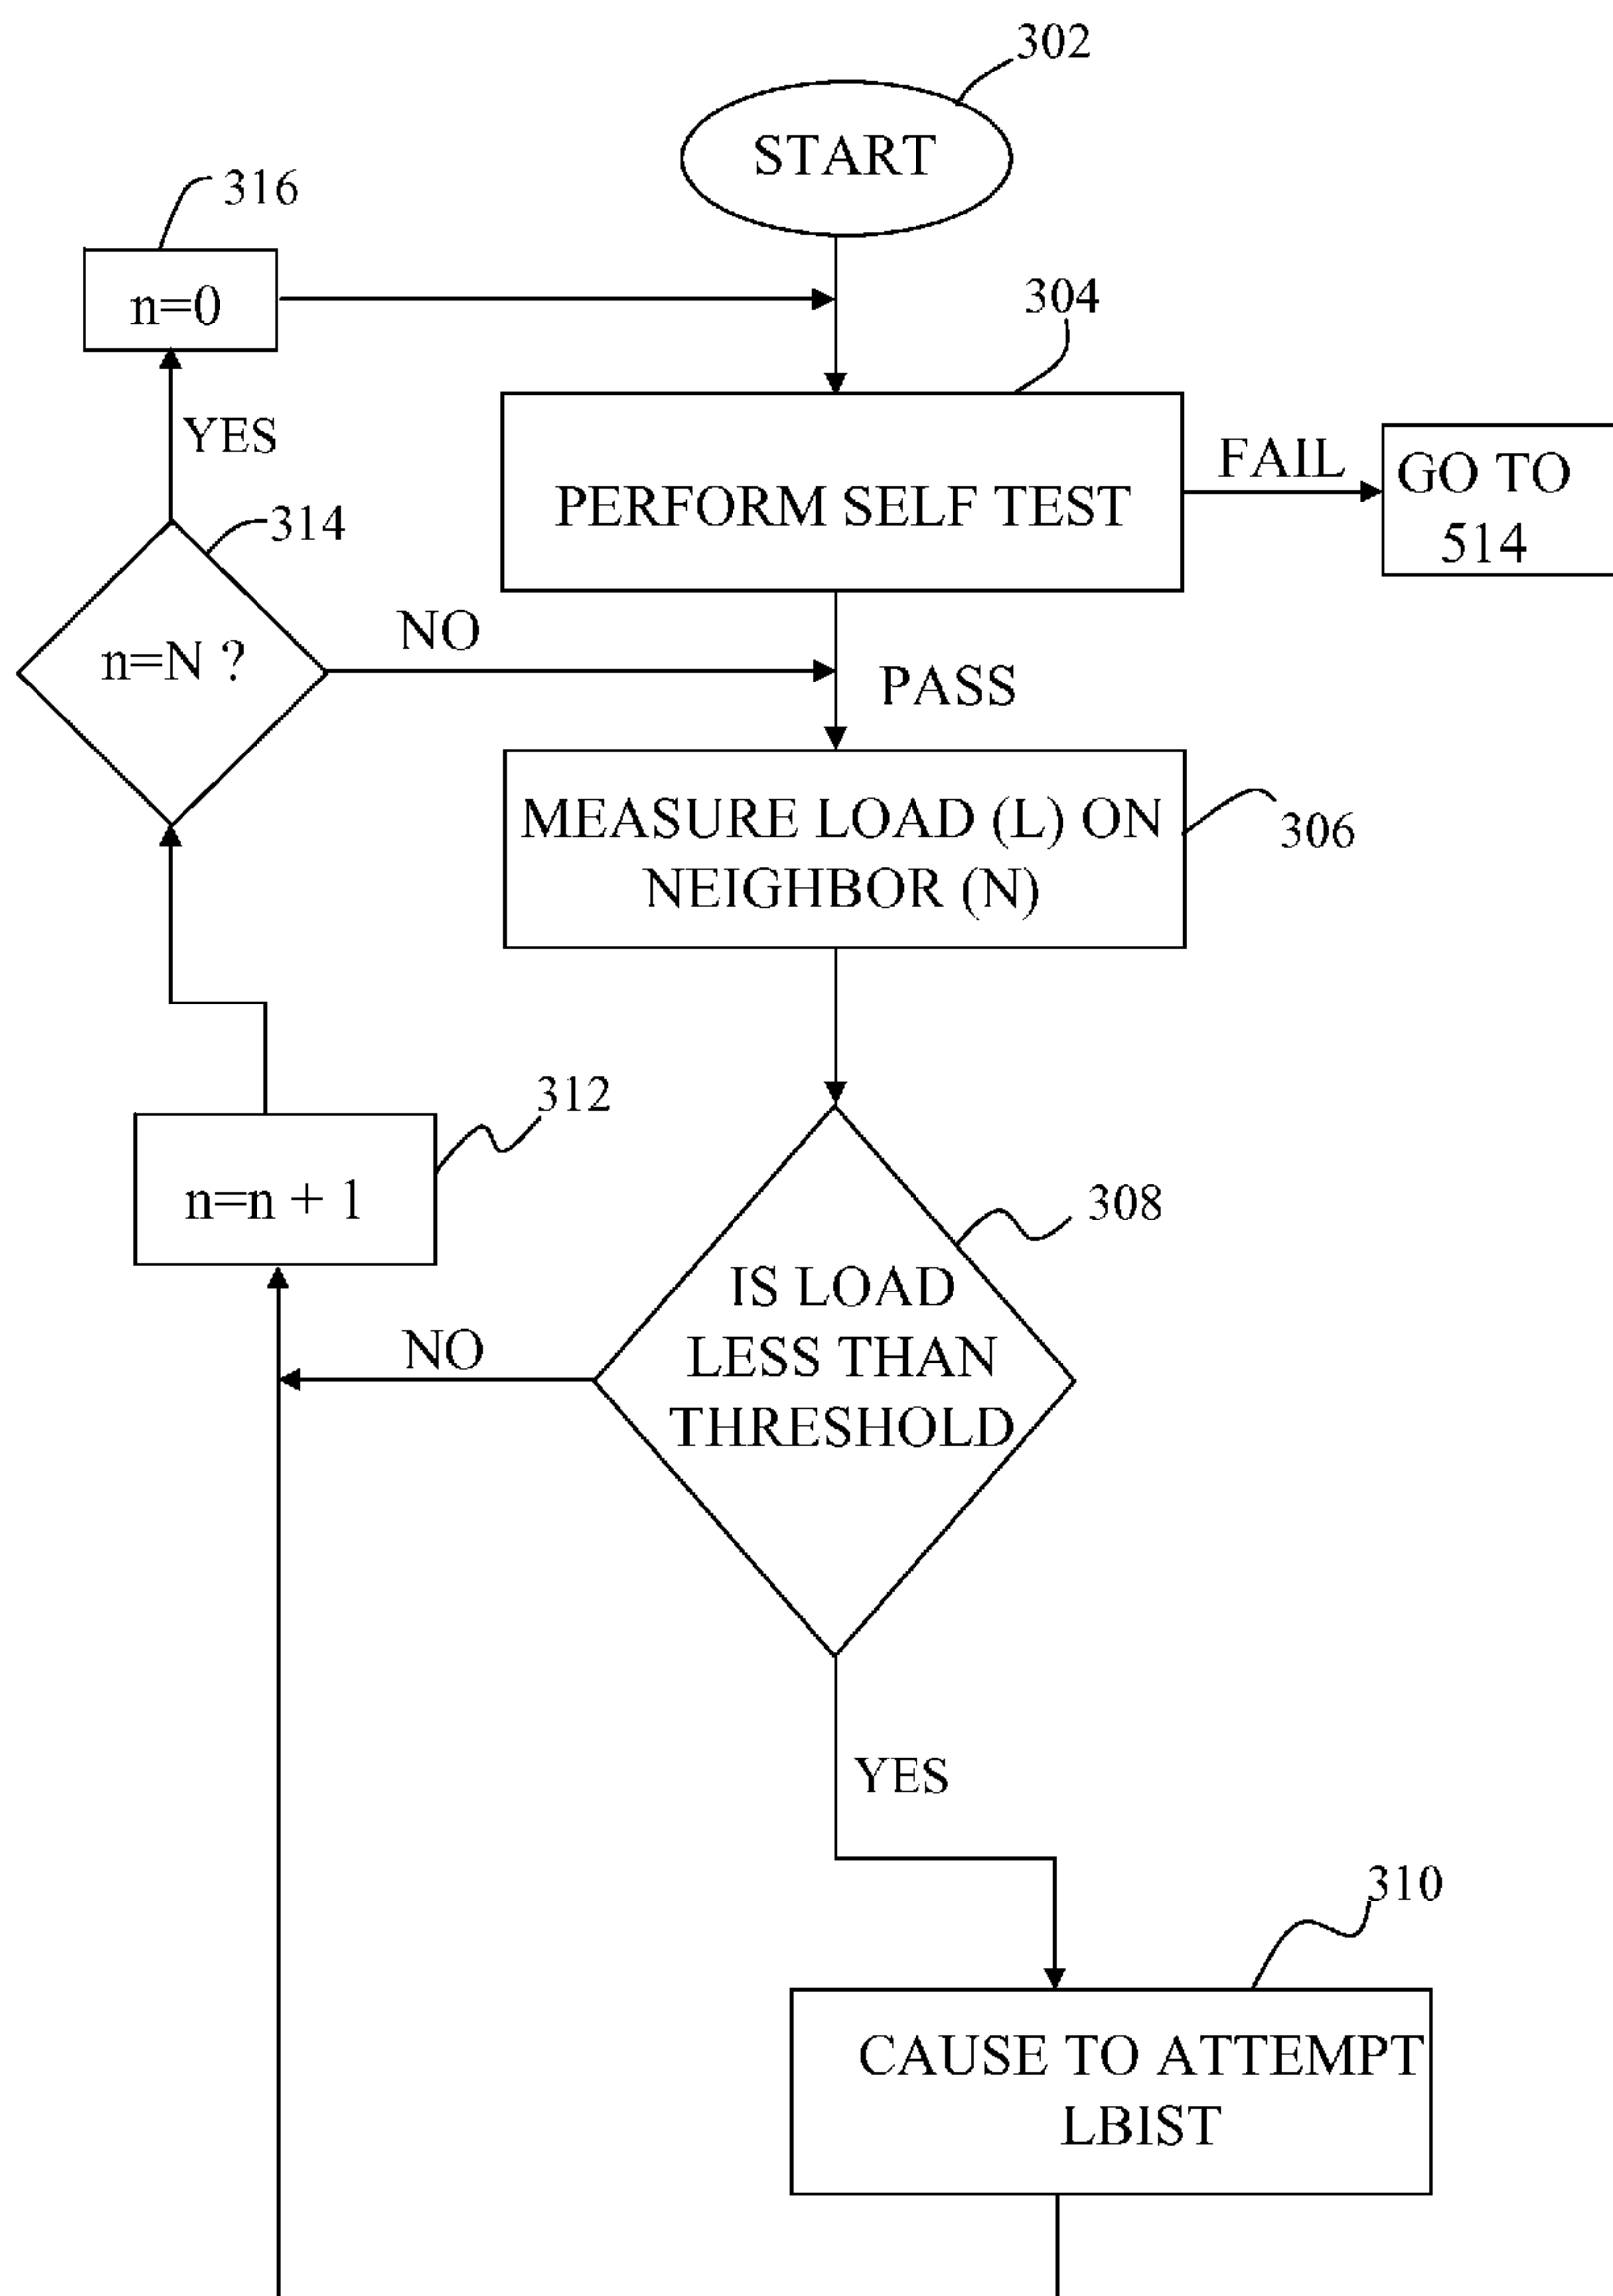 302
START
316
n=0
304
YES
PERFORM SELF TEST
FAIL
GO TO
514
314
n=N ?
NO
PASS
MEASURE LOAD (L) ON
NEIGHBOR (N)
306
312
n=n + 1
308
IS LOAD
LESS THAN
THRESHOLD
NO
YES
310
CAUSE TO ATTEMPT
LBIST